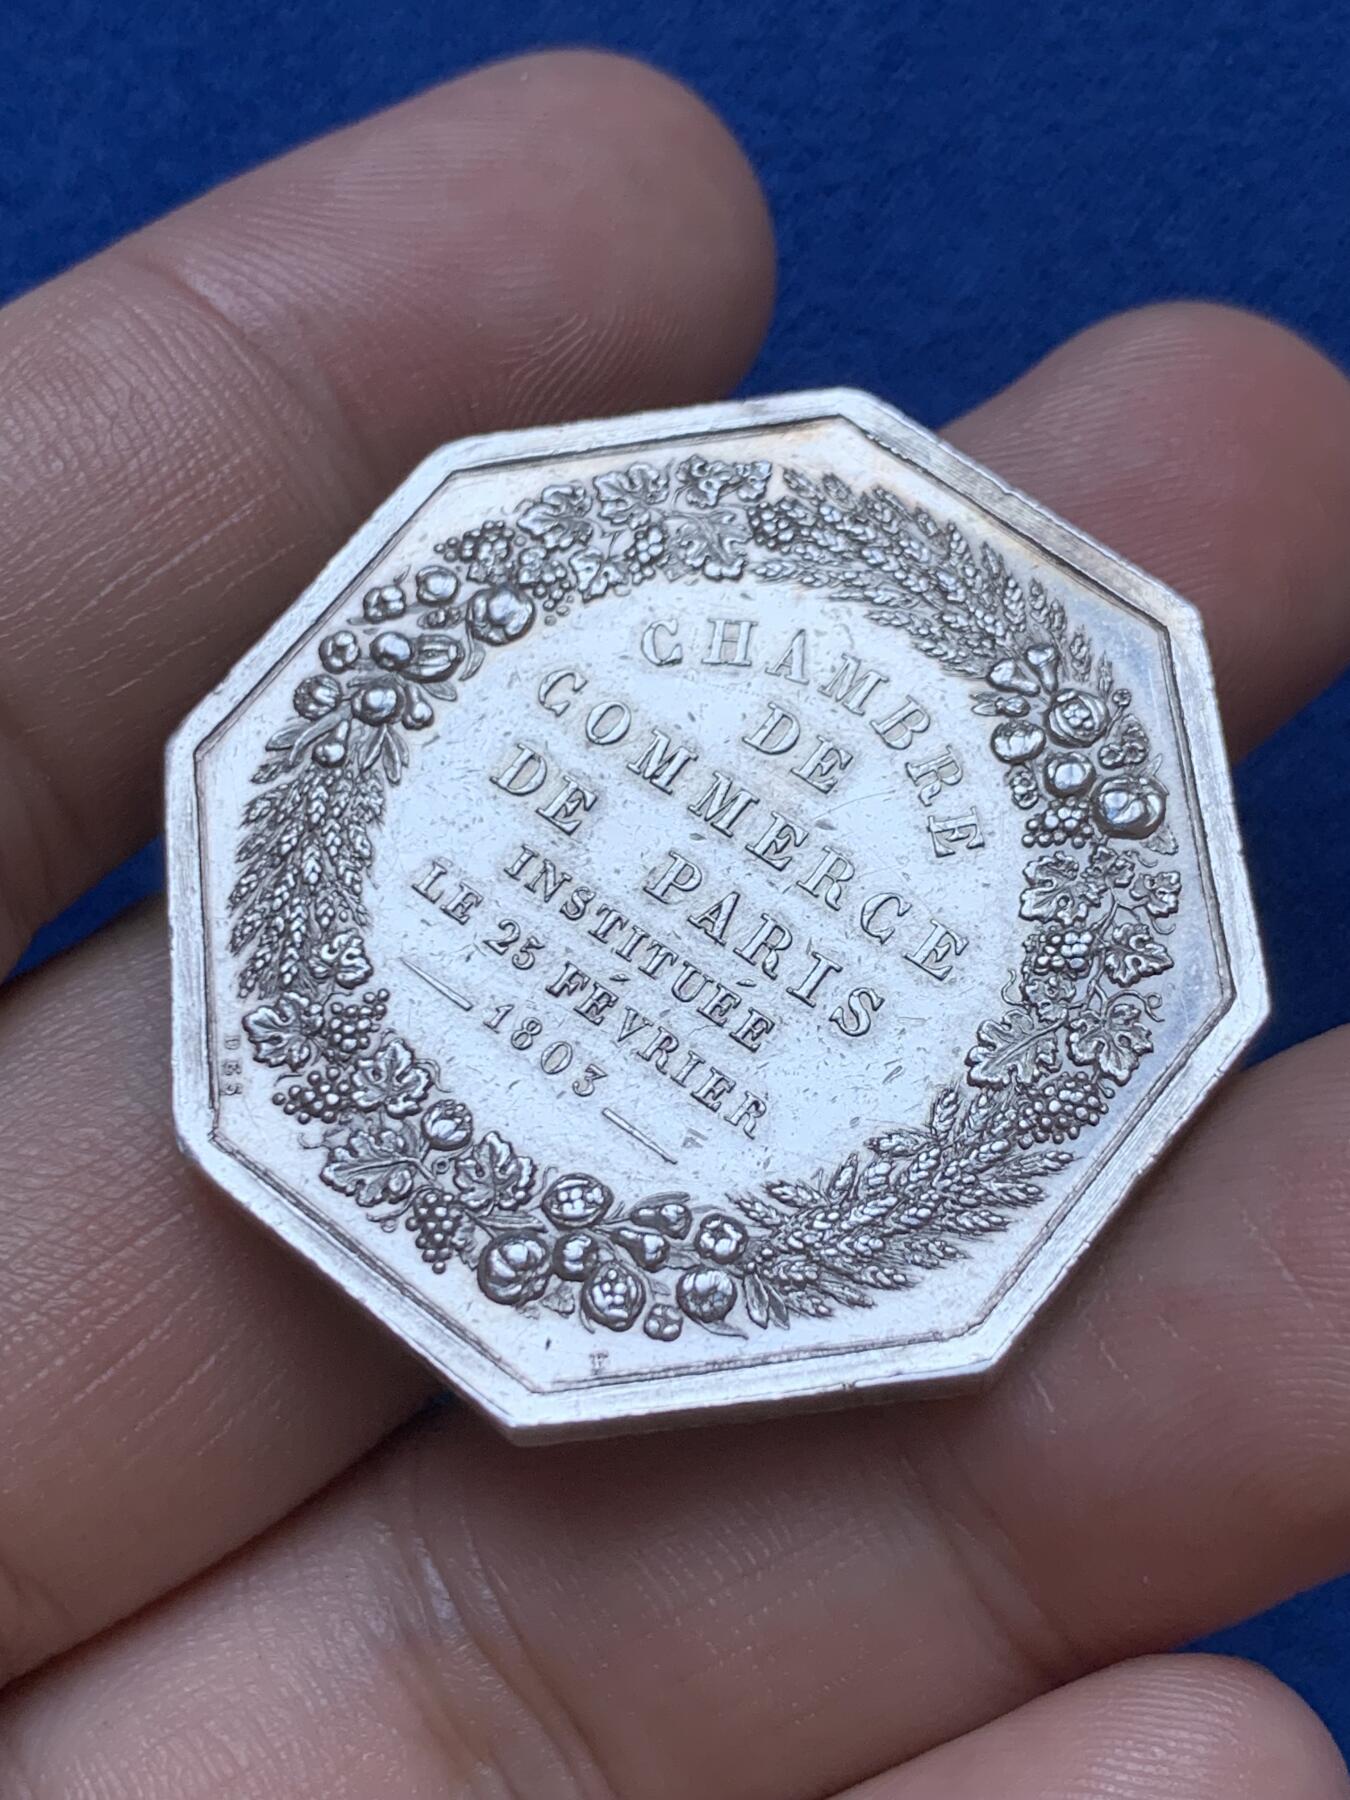 CHAMBRE
DE
COMMERCE
DE PARIS
INSTITUÉE
LE 25 FÉVRIER
— 1803 —
F